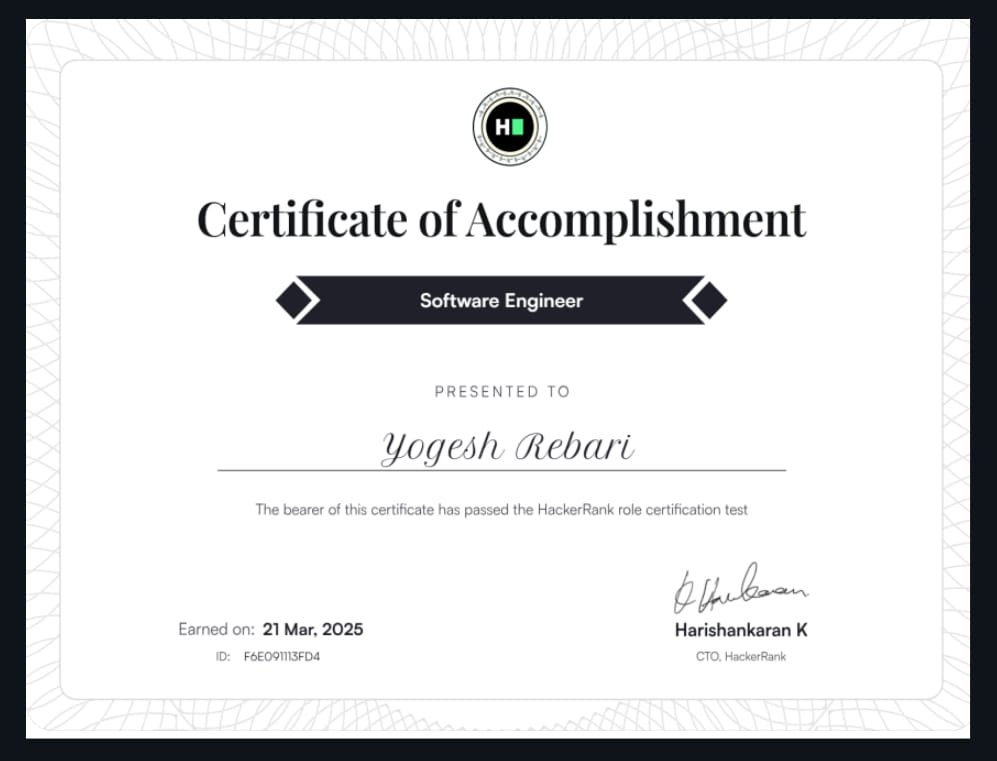 H
Certificate of Accomplishment
Software Engineer
PRESENTED TO
Yogesh Rebari
The bearer of this certificate has passed the HackerRank role certification test
Earned on: 21 Mar, 2025
ID: F6E091113FD4
Harishankaran K
CTO, HackerRank